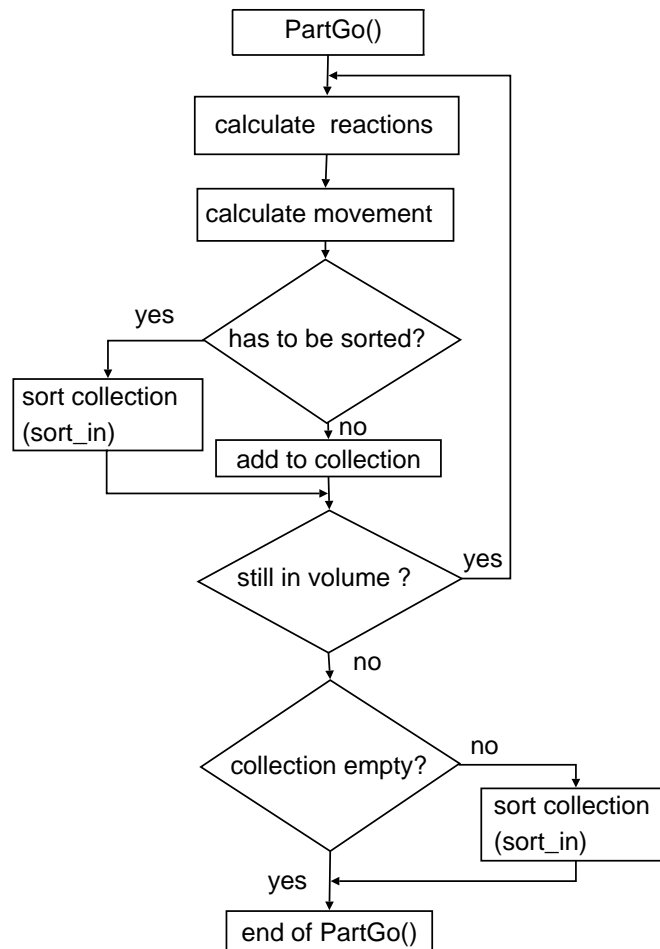 PartGo()
calculate reactions
calculate movement
yes
has to be sorted?
sort collection
(sort_in)
no
add to collection
still in volume ?
yes
no
collection empty?
no
sort collection
(sort_in)
yes
end of PartGo()